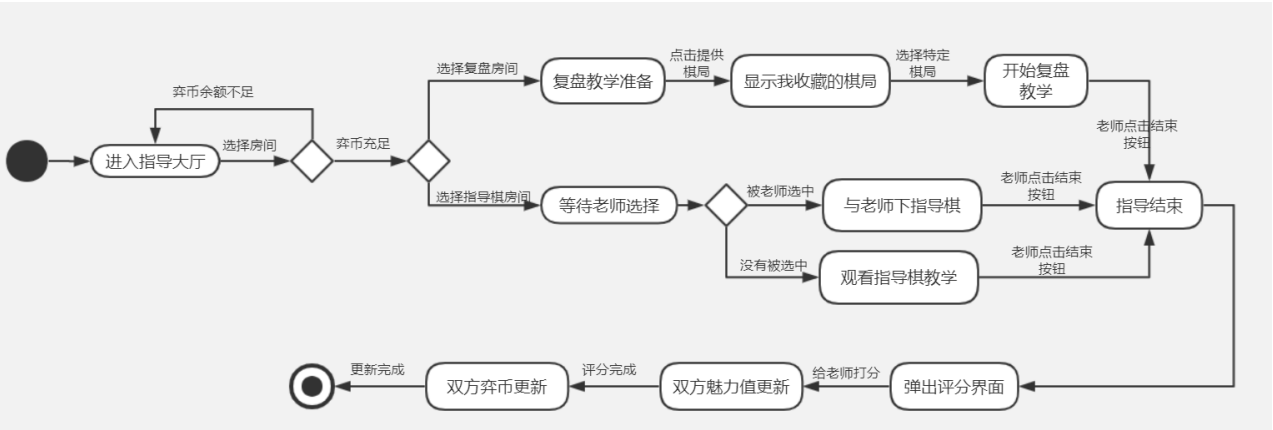 选择复盘房间
复盘教学准备
点击提供
棋局
显示我收藏的棋局
选择特定
棋局
开始复盘
教学
弈币余额不足
进入指导大厅
选择房间
弈币充足
老师点击结束
按钮
选择指导棋房间
等待老师选择
被老师选中
与老师下指导棋
老师点击结束
按钮
指导结束
没有被选中
观看指导棋教学
老师点击结束
按钮
更新完成
双方弈币更新
评分完成
双方魅力值更新
给老师打分
弹出评分界面